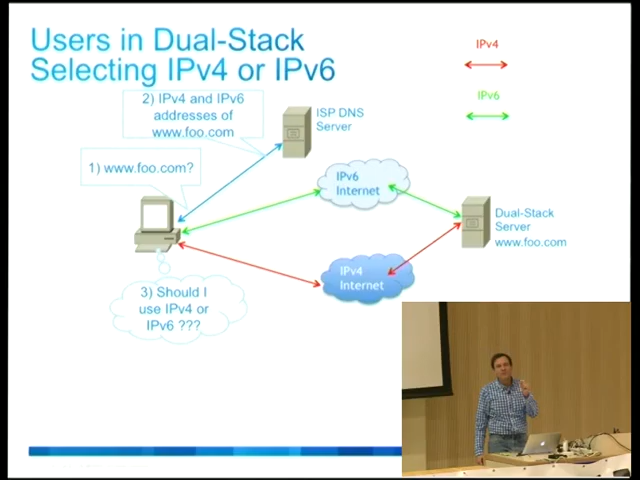 Users in Dual-Stack
Selecting IPv4 or IPv6
IPv4
IPv6
2) IPv4 and IPv6
addresses of
www.foo.com
ISP DNS
Server
1) www.foo.com?
IPv6
Internet
Dual-Stack
Server
www.foo.com
IPv4
Internet
3) Should I
use IPv4 or
IPv6 ???